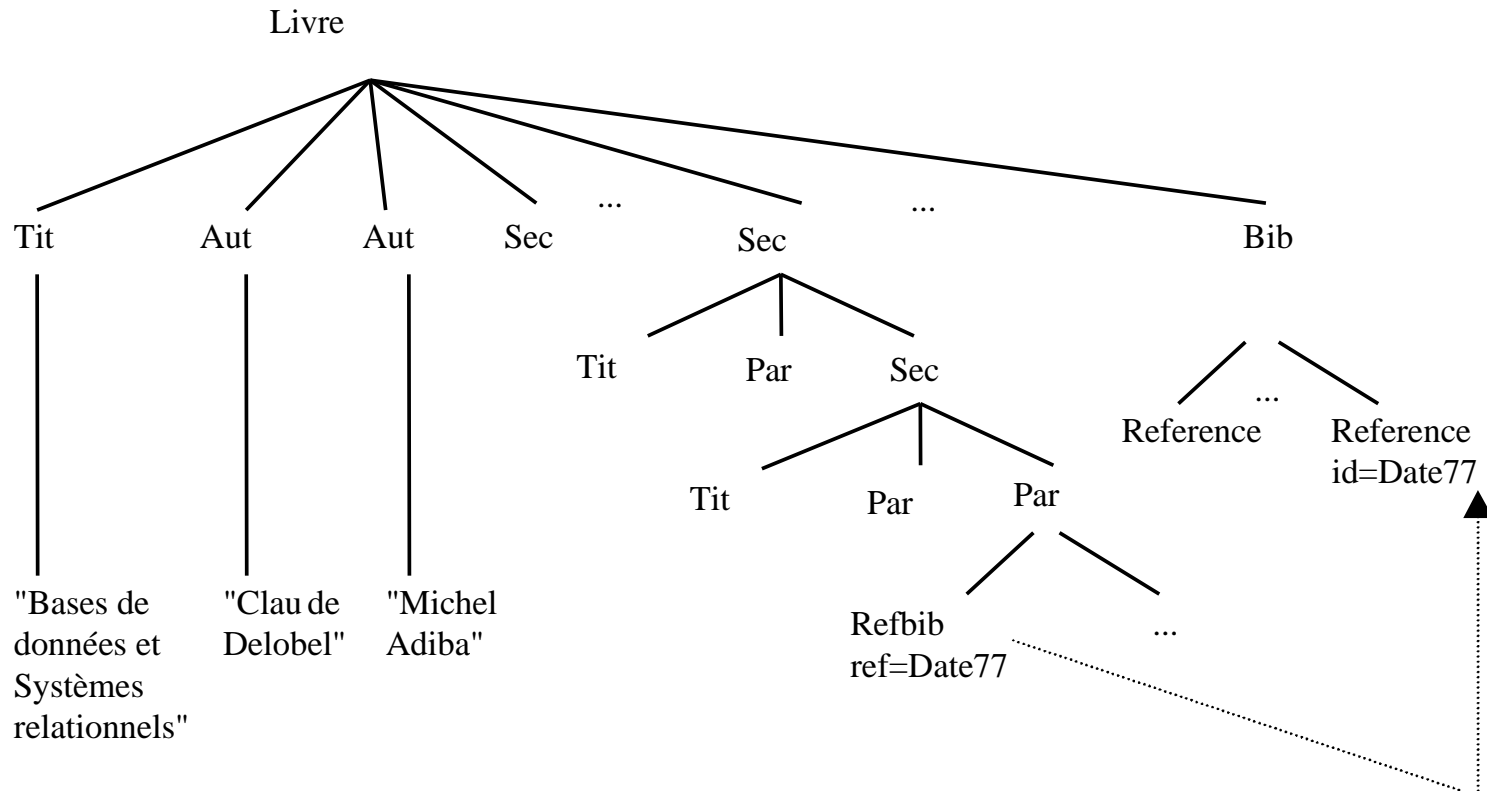 Livre
... ...
Tit Aut Aut Sec Sec Bib
Tit Par Sec
...
Reference Reference
id=Date77
Tit Par Par
"Bases de
données et
Systèmes
relationnels"
"Clau de
Delobel"
"Michel
Adiba"
Refbib
ref=Date77
...